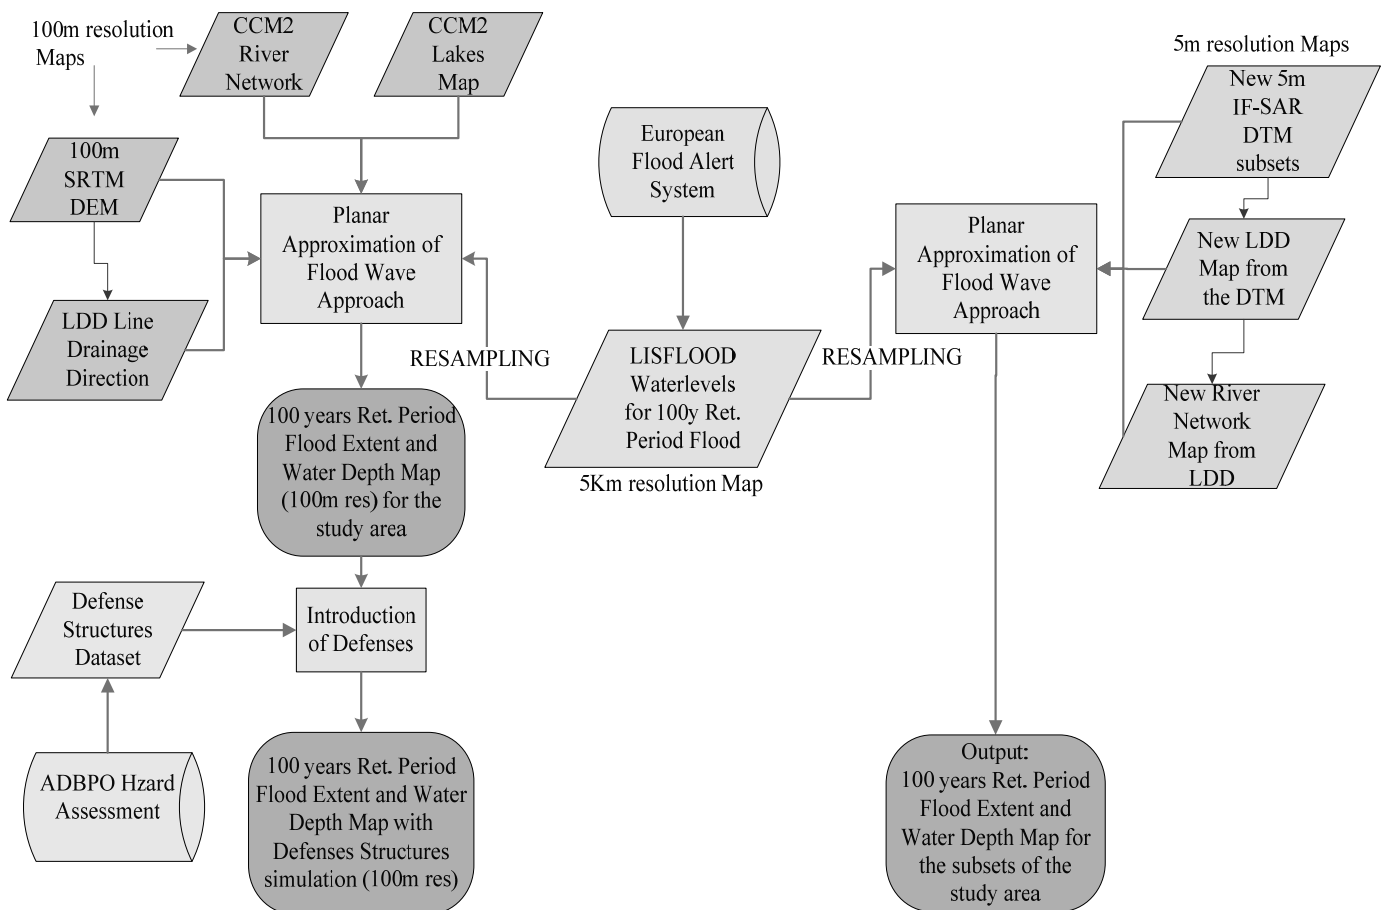 100m resolution
Maps
CCM2
River
Network
CCM2
Lakes
Map
100m
SRTM
DEM
LDD Line
Drainage
Direction
Planar
Approximation of
Flood Wave
Approach
RESAMPLING
100 years Ret. Period
Flood Extent and
Water Depth Map
(100m res) for the
study area
Defense
Structures
Dataset
Introduction
of Defenses
ADBPO Hzard
Assessment
100 years Ret. Period
Flood Extent and Water
Depth Map with
Defenses Structures
simulation (100m res)
European
Flood Alert
System
LISFLOOD
Waterlevels
for 100y Ret.
Period Flood
5Km resolution Map
RESAMPLING
Planar
Approximation of
Flood Wave
Approach
5m resolution Maps
New 5m
IF-SAR
DTM
subsets
New LDD
Map from
the DTM
New River
Network
Map from
LDD
Output:
100 years Ret. Period
Flood Extent and
Water Depth Map for
the subsets of the
study area